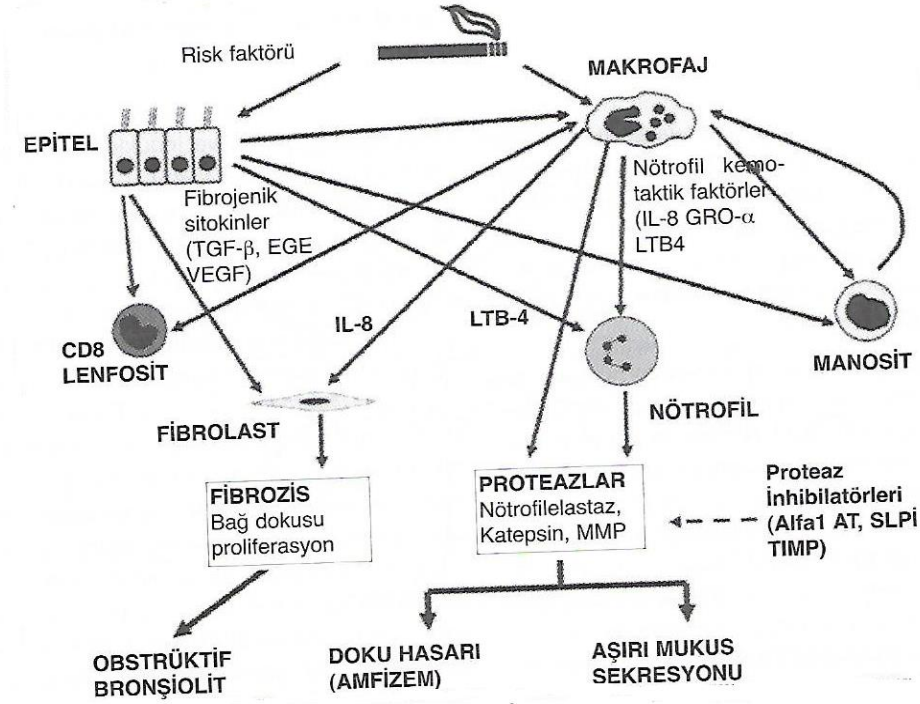 Risk faktörü
MAKROFAJ
EPİTEL
Fibrojenik
sitokinler
(TGF-β, EGE
VEGF)
Nötrofil kemo-
taktik faktörler
(IL-8 GRO-α
LTB4
CD8
LENFOSİT
IL-8
LTB-4
MANOSİT
NÖTROFİL
FİBROLAST
FİBROZİS
Bağ dokusu
proliferasyon
PROTEAZLAR
Nötrofilelastaz,
Katepsin, MMP
Proteaz
İnhibilatörleri
(Alfa1 AT, SLPİ
TIMP)
OBSTRÜKTİF
BRONŞİOLİT
DOKU HASARI
(AMFİZEM)
AŞIRI MUKUS
SEKRESYONU